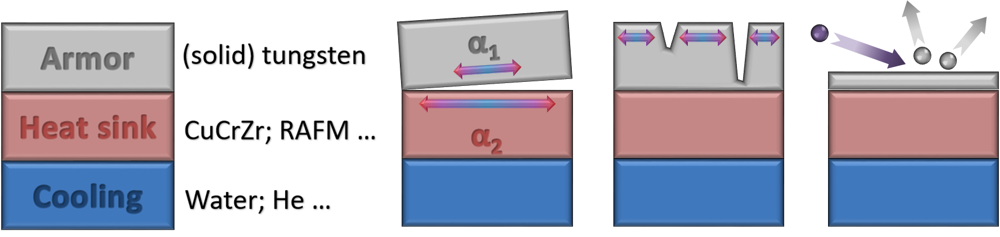 Armor
(solid) tungsten
Heat sink
CuCrZr; RAFM ...
Cooling
Water; He ...
α1
α2